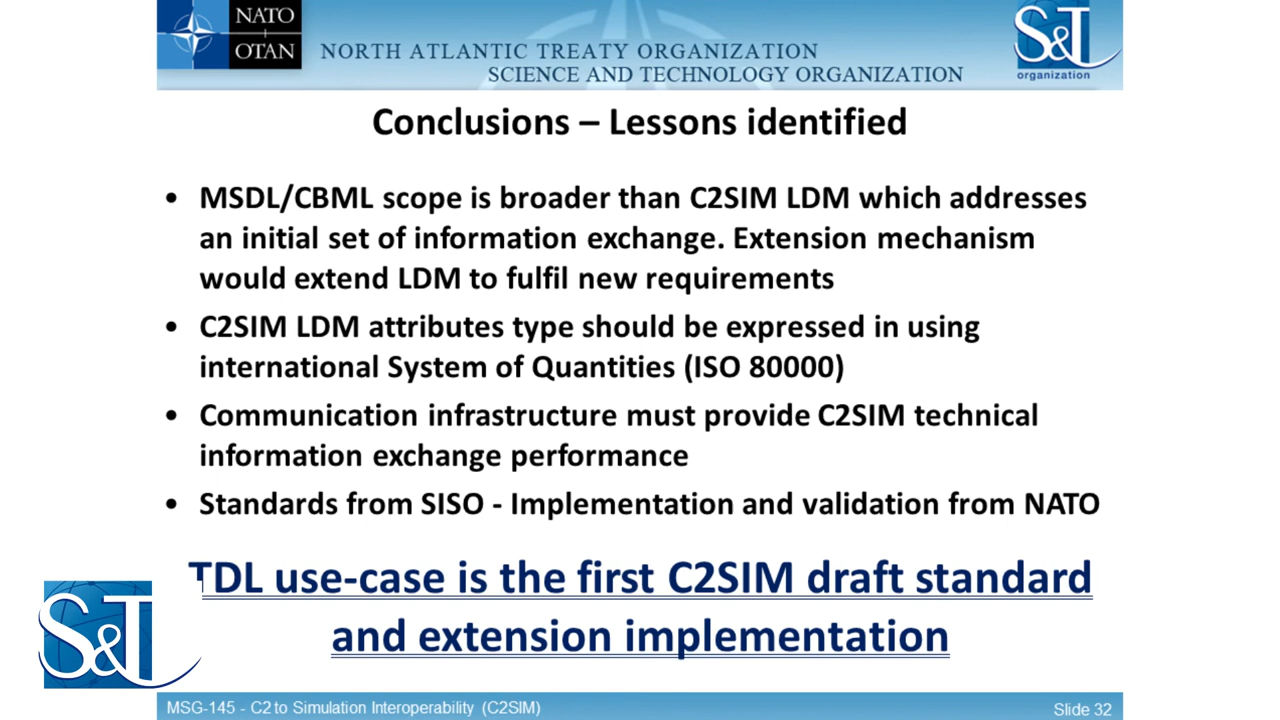 NATO
OTAN
NORTH ATLANTIC TREATY ORGANIZATION
SCIENCE AND TECHNOLOGY ORGANIZATION
S&T
organization
Conclusions – Lessons identified
• MSDL/CBML scope is broader than C2SIM LDM which addresses
an initial set of information exchange. Extension mechanism
would extend LDM to fulfil new requirements
• C2SIM LDM attributes type should be expressed in using
international System of Quantities (ISO 80000)
• Communication infrastructure must provide C2SIM technical
information exchange performance
• Standards from SISO - Implementation and validation from NATO
TDL use-case is the first C2SIM draft standard
and extension implementation
S&T
MSG-145 - C2 to Simulation Interoperability (C2SIM)
Slide 32